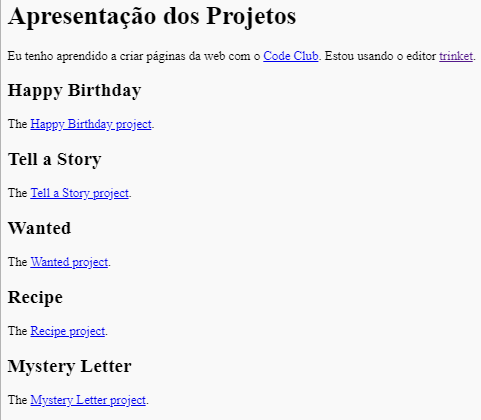 Apresentação dos Projetos
Eu tenho aprendido a criar páginas da web com o Code Club. Estou usando o editor trinket.
Happy Birthday
The Happy Birthday project.
Tell a Story
The Tell a Story project.
Wanted
The Wanted project.
Recipe
The Recipe project.
Mystery Letter
The Mystery Letter project.